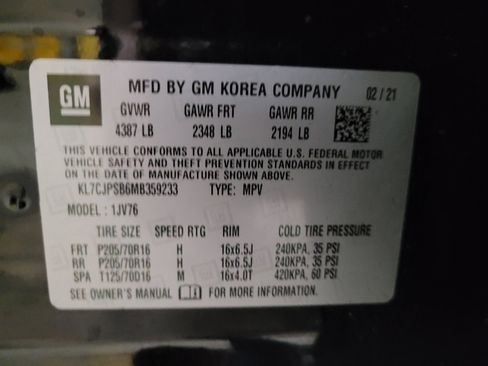 GM MFD BY GM KOREA COMPANY 02/21
GVWR GAWR FRT GAWR RR
4387 LB 2348 LB 2194 LB
THIS VEHICLE CONFORMS TO ALL APPLICABLE U.S. FEDERAL MOTOR
VEHICLE SAFETY AND THEFT PREVENTION STANDARDS IN EFFECT
ON THE DATE OF MANUFACTURE SHOWN ABOVE.
KL7CJPSB6MB359233 TYPE: MPV
MODEL: 1JV76
TIRE SIZE SPEED RTG RIM COLD TIRE PRESSURE
FRT P205/70R16 H 16x6.5J 240KPA, 35 PSI
RR P205/70R16 H 16x6.5J 240KPA, 35 PSI
SPA T125/70D16 M 16x4.0T 420KPA, 60 PSI
SEE OWNER'S MANUAL FOR MORE INFORMATION.